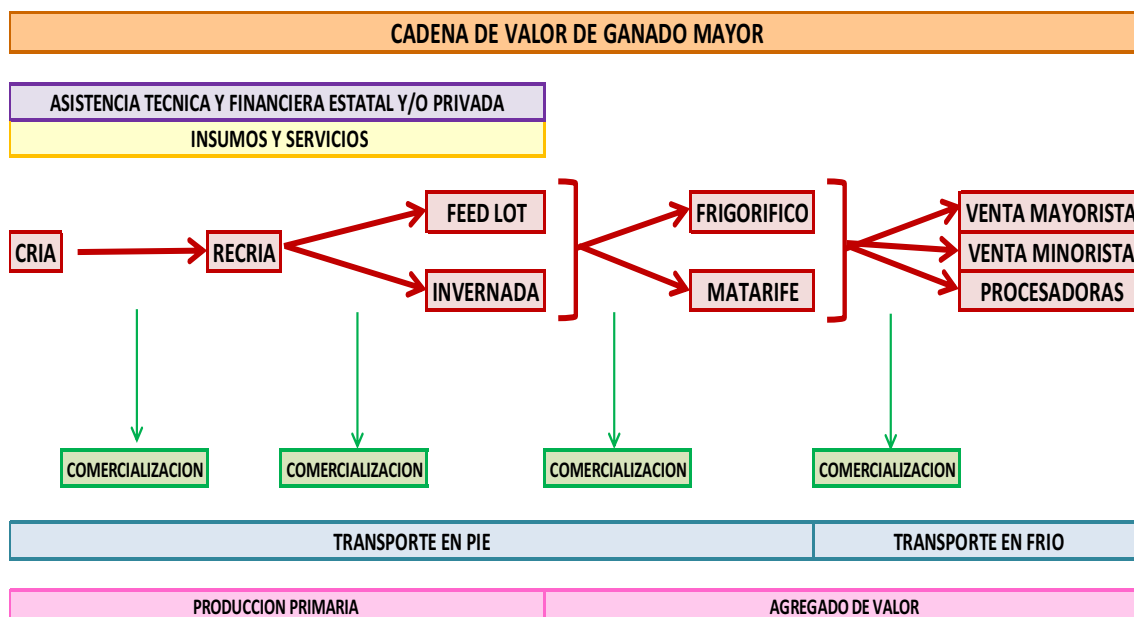 CADENA DE VALOR DE GANADO MAYOR
ASISTENCIA TECNICA Y FINANCIERA ESTATAL Y/O PRIVADA
INSUMOS Y SERVICIOS
CRIA
RECRIA
FEED LOT
INVERNADA
FRIGORIFICO
MATARIFE
VENTA MAYORISTA
VENTA MINORISTA
PROCESADORAS
COMERCIALIZACION
COMERCIALIZACION
COMERCIALIZACION
COMERCIALIZACION
TRANSPORTE EN PIE
TRANSPORTE EN FRIO
PRODUCCION PRIMARIA
AGREGADO DE VALOR